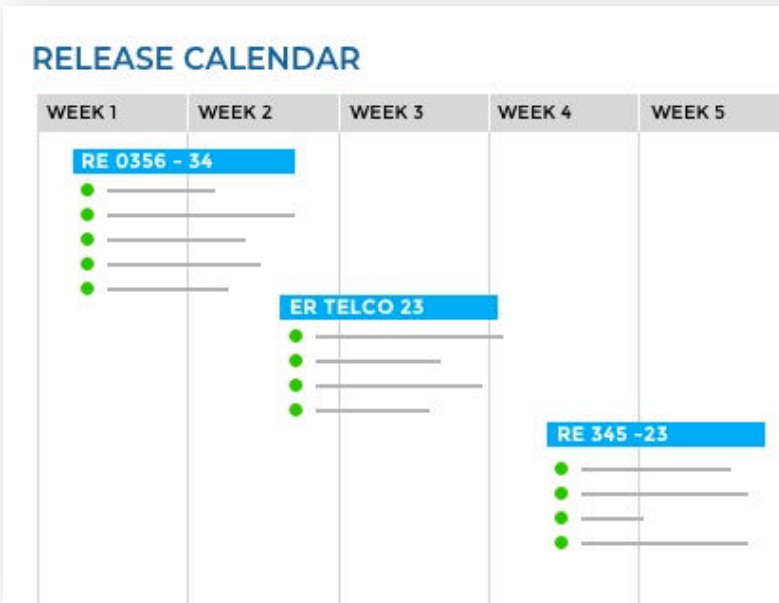 RELEASE CALENDAR
WEEK 1 WEEK 2 WEEK 3 WEEK 4 WEEK 5
RE 0356 - 34
ER TELCO 23
RE 345 -23